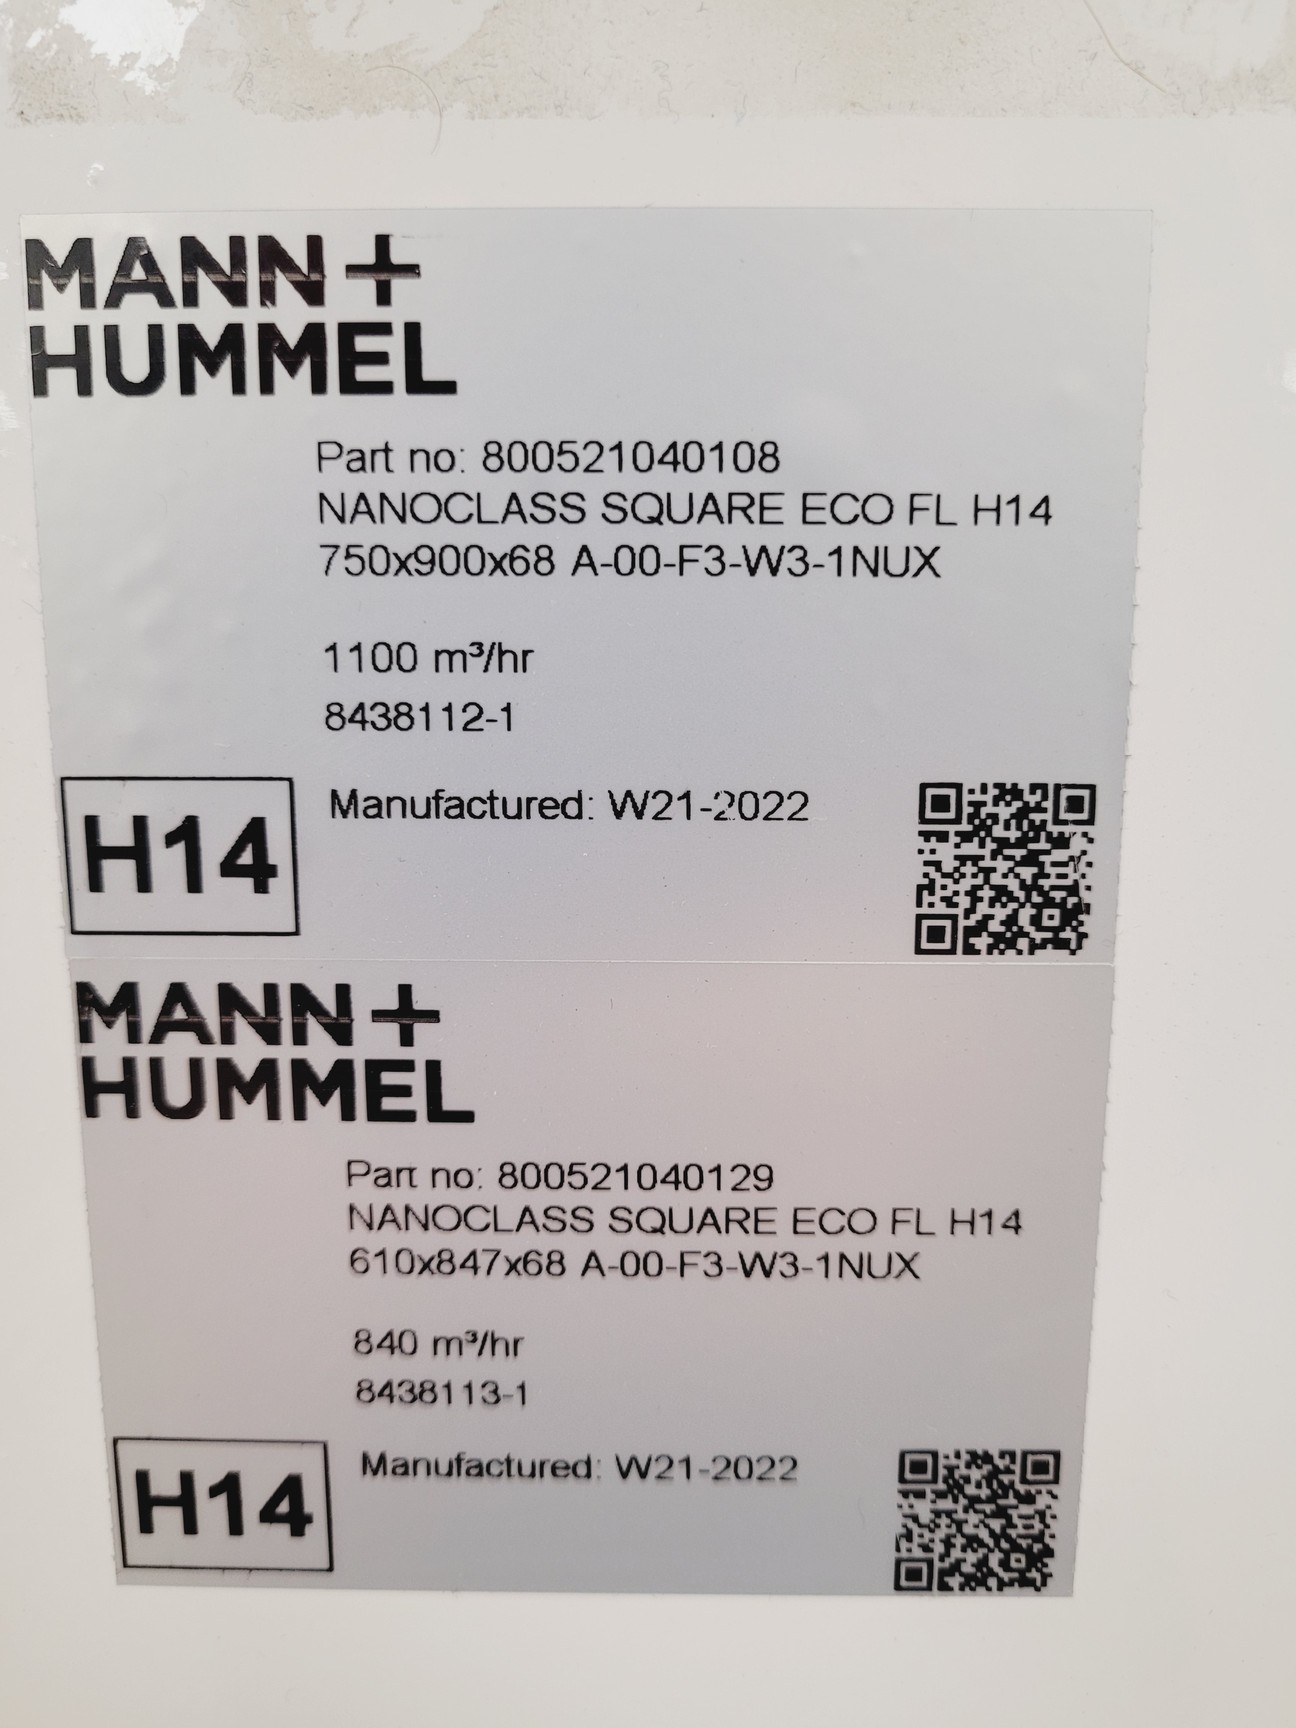 MANN+
HUMMEL
Part no: 800521040108
NANOCLASS SQUARE ECO FL H14
750x900x68 A-00-F3-W3-1NUX
1100 m³/hr
8438112-1
Manufactured: W21-2022
H14
MANN+
HUMMEL
Part no: 800521040129
NANOCLASS SQUARE ECO FL H14
610x847x68 A-00-F3-W3-1NUX
840 m³/hr
8438113-1
Manufactured: W21-2022
H14